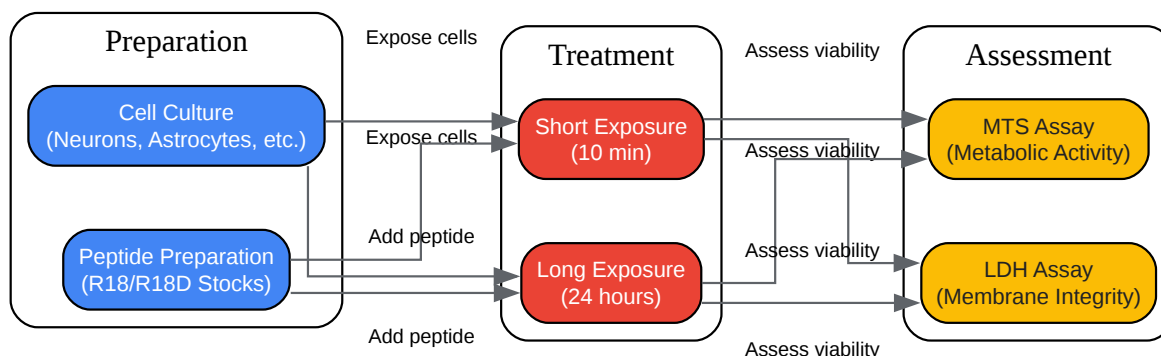 Preparation
Cell Culture
(Neurons, Astrocytes, etc.)
Peptide Preparation
(R18/R18D Stocks)
Expose cells
Expose cells
Add peptide
Add peptide
Treatment
Short Exposure
(10 min)
Long Exposure
(24 hours)
Assess viability
Assess viability
Assess viability
Assess viability
Assessment
MTS Assay
(Metabolic Activity)
LDH Assay
(Membrane Integrity)